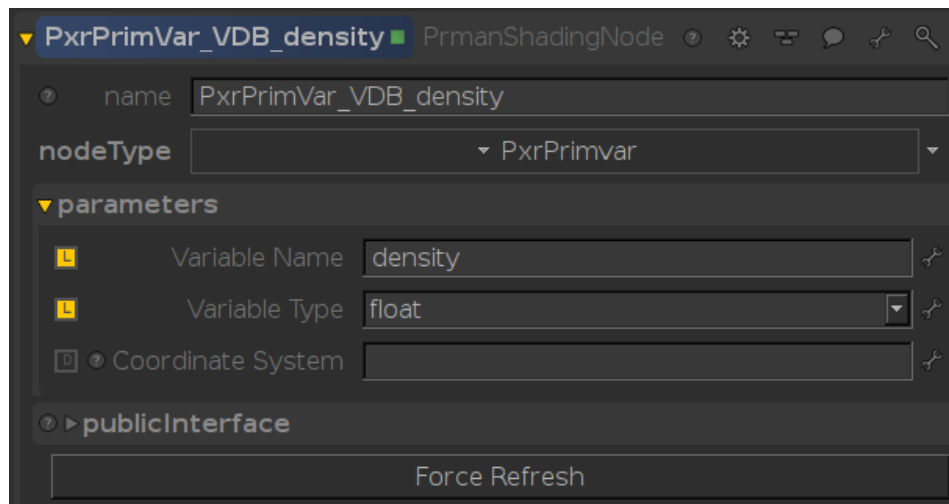 PxrPrimVar_VDB_density PrmanShadingNode
name PxrPrimVar_VDB_density
nodeType PxrPrimvar
parameters
L Variable Name density
L Variable Type float
D Coordinate System
publicInterface
Force Refresh